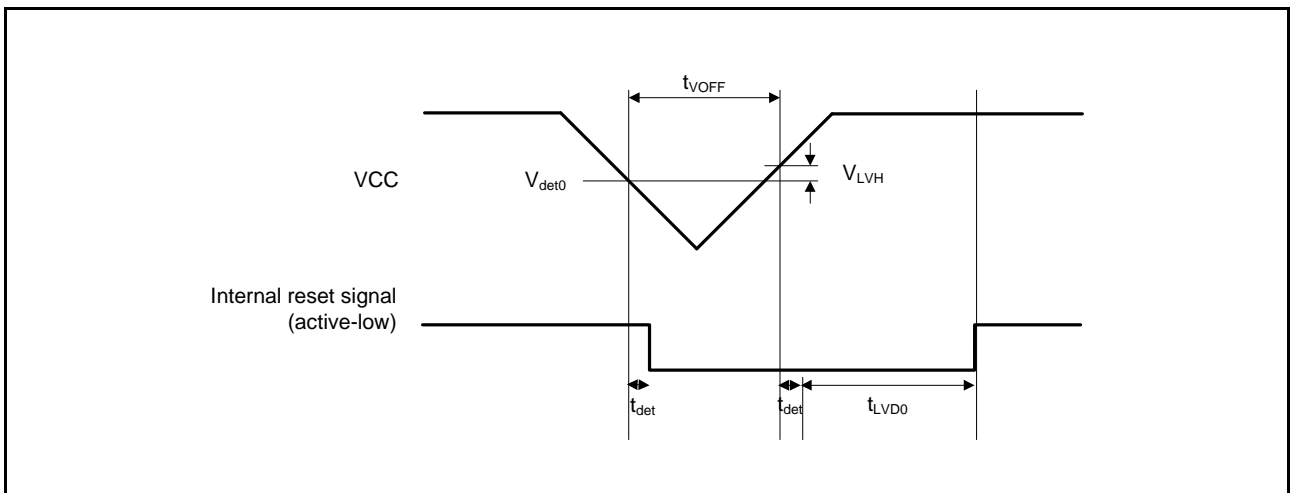 tVOFF
VCC
Vdet0
VLVH
Internal reset signal
(active-low)
tdet
tdet
tLVD0